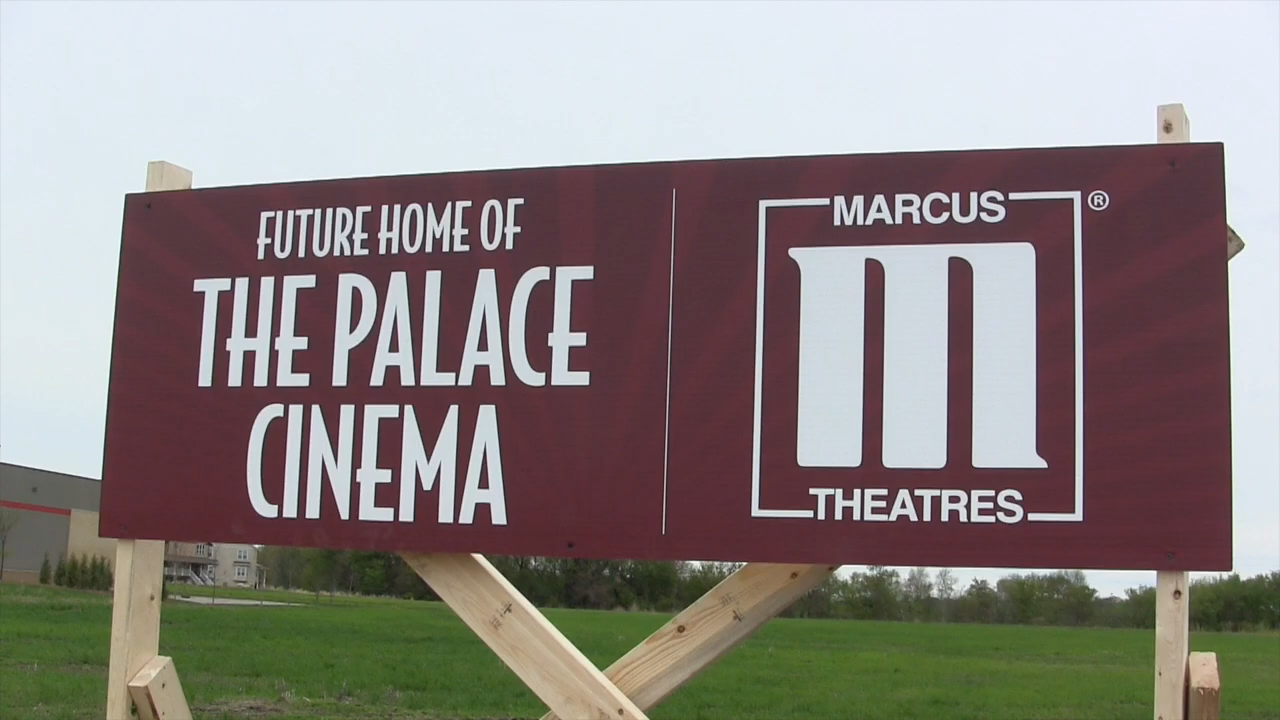 FUTURE HOME OF
THE PALACE
CINEMA
MARCUS ®
m
THEATRES